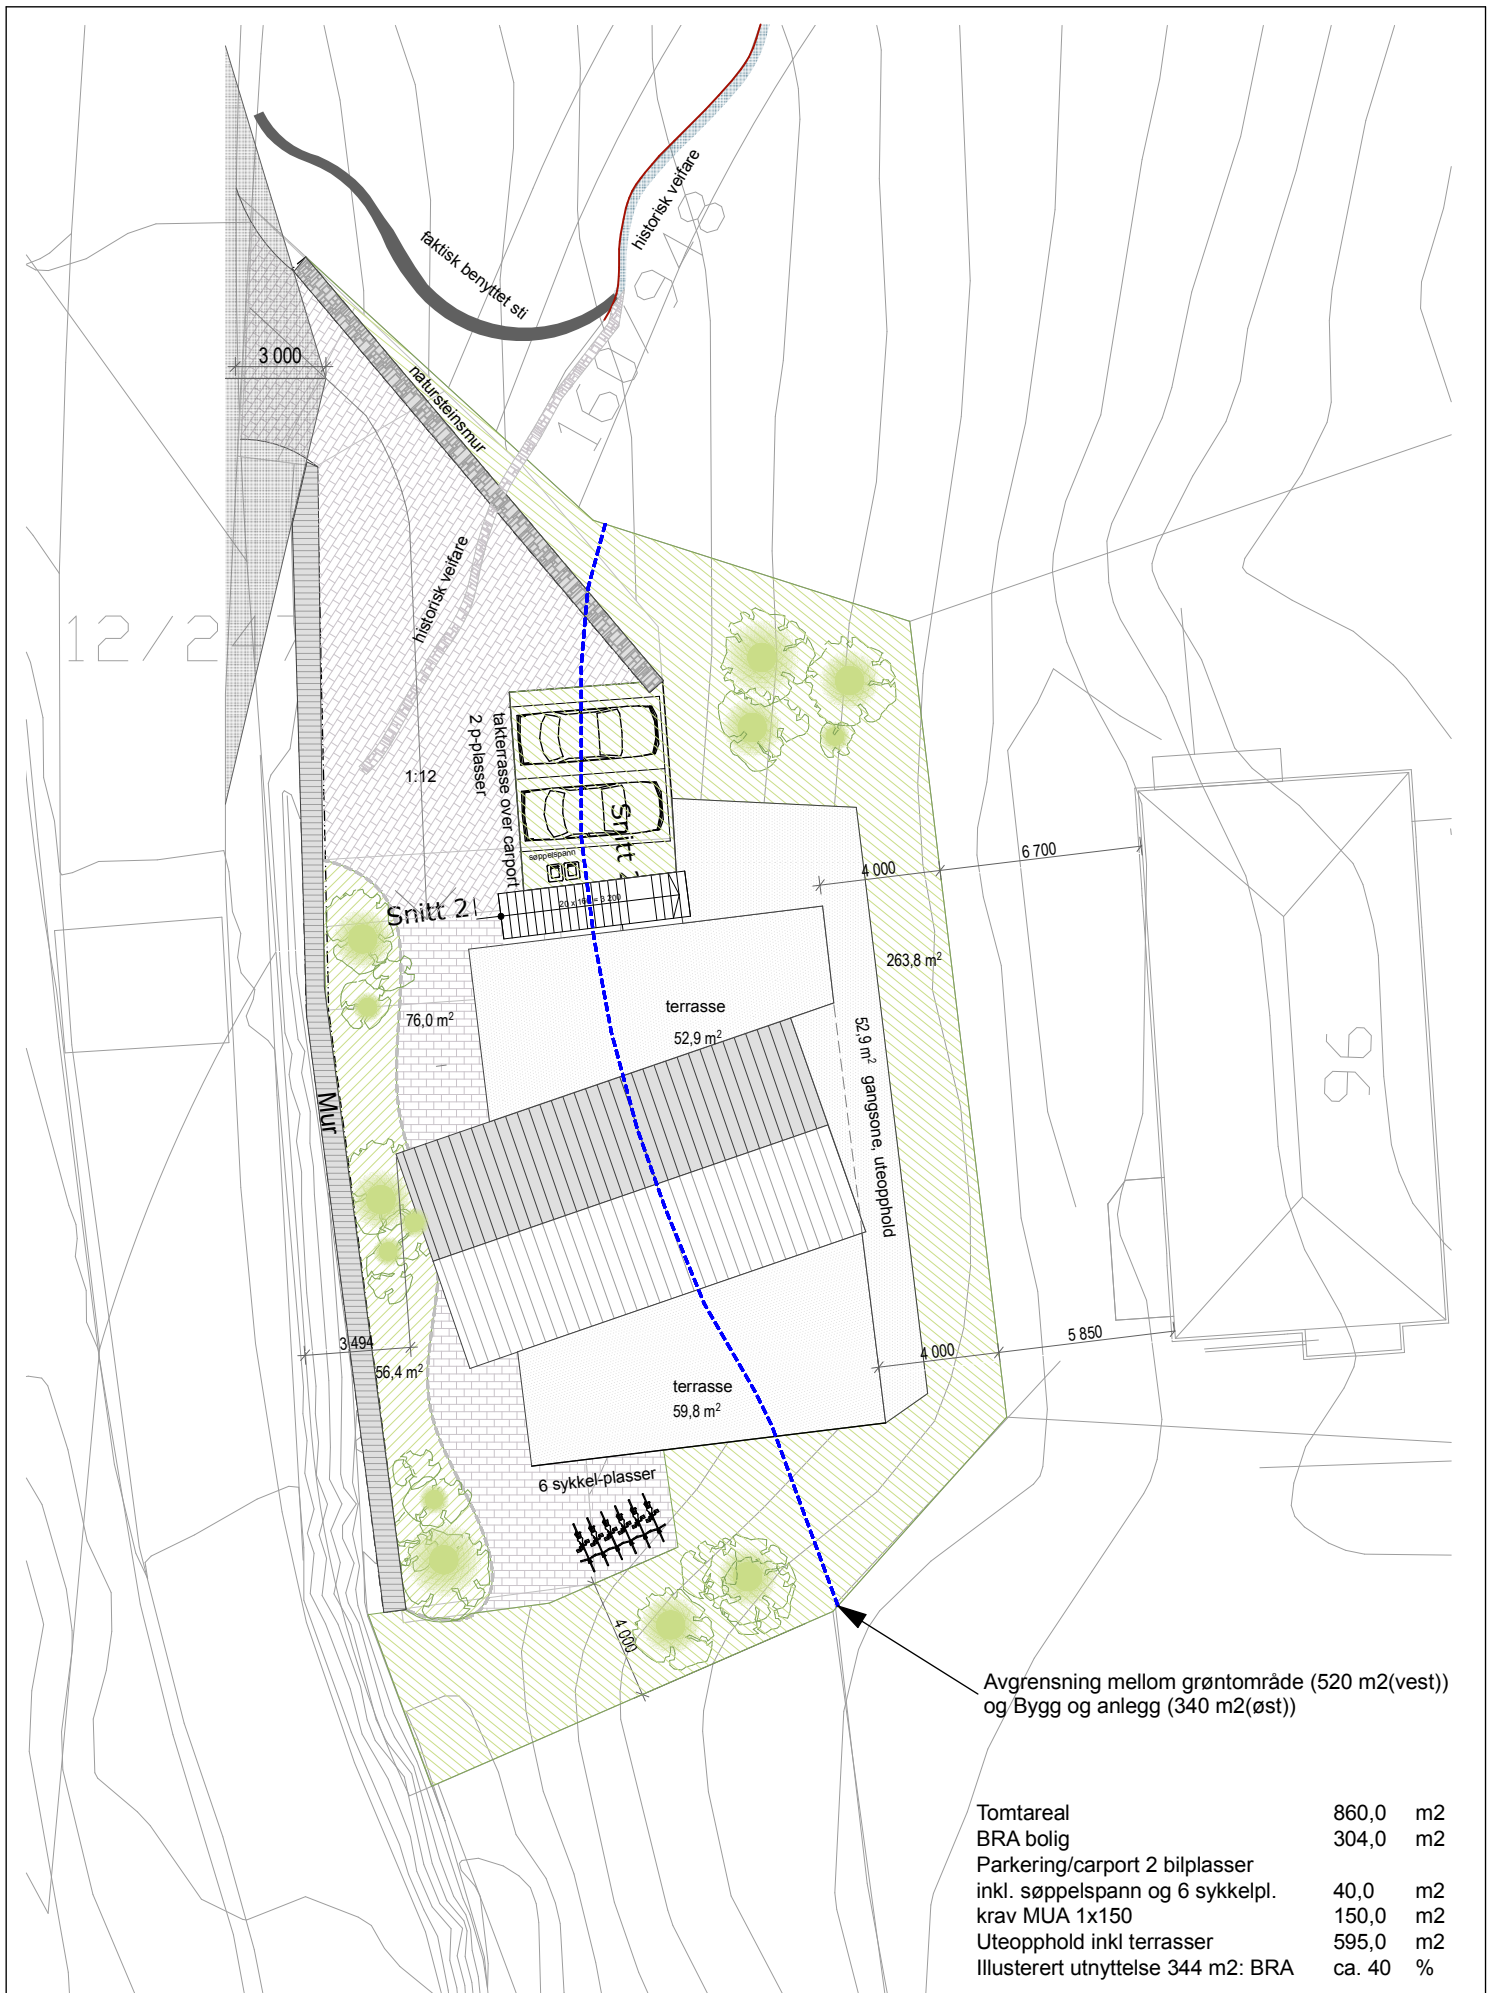 historisk veifare
faktisk benyttet sti
3 000
natursteinsmur
historisk veifare
12/247
takterrasse over carport
2 p-plasser
1:12
Snitt 2
søppelspann
Snitt 2
4 000
6 700
263,8 m²
terrasse
52,9 m²
76,0 m²
52,9 m² gangsone, uteopphold
96
Mur
3 494
56,4 m²
4 000
5 850
terrasse
59,8 m²
6 sykkel-plasser
4 000
Avgrensning mellom grøntområde (520 m2(vest))
og Bygg og anlegg (340 m2(øst))
Tomtareal 860,0 m2
BRA bolig 304,0 m2
Parkering/carport 2 bilplasser
inkl. søppelspann og 6 sykkelpl. 40,0 m2
krav MUA 1x150 150,0 m2
Uteopphold inkl terrasser 595,0 m2
Illusterert utnyttelse 344 m2: BRA ca. 40 %